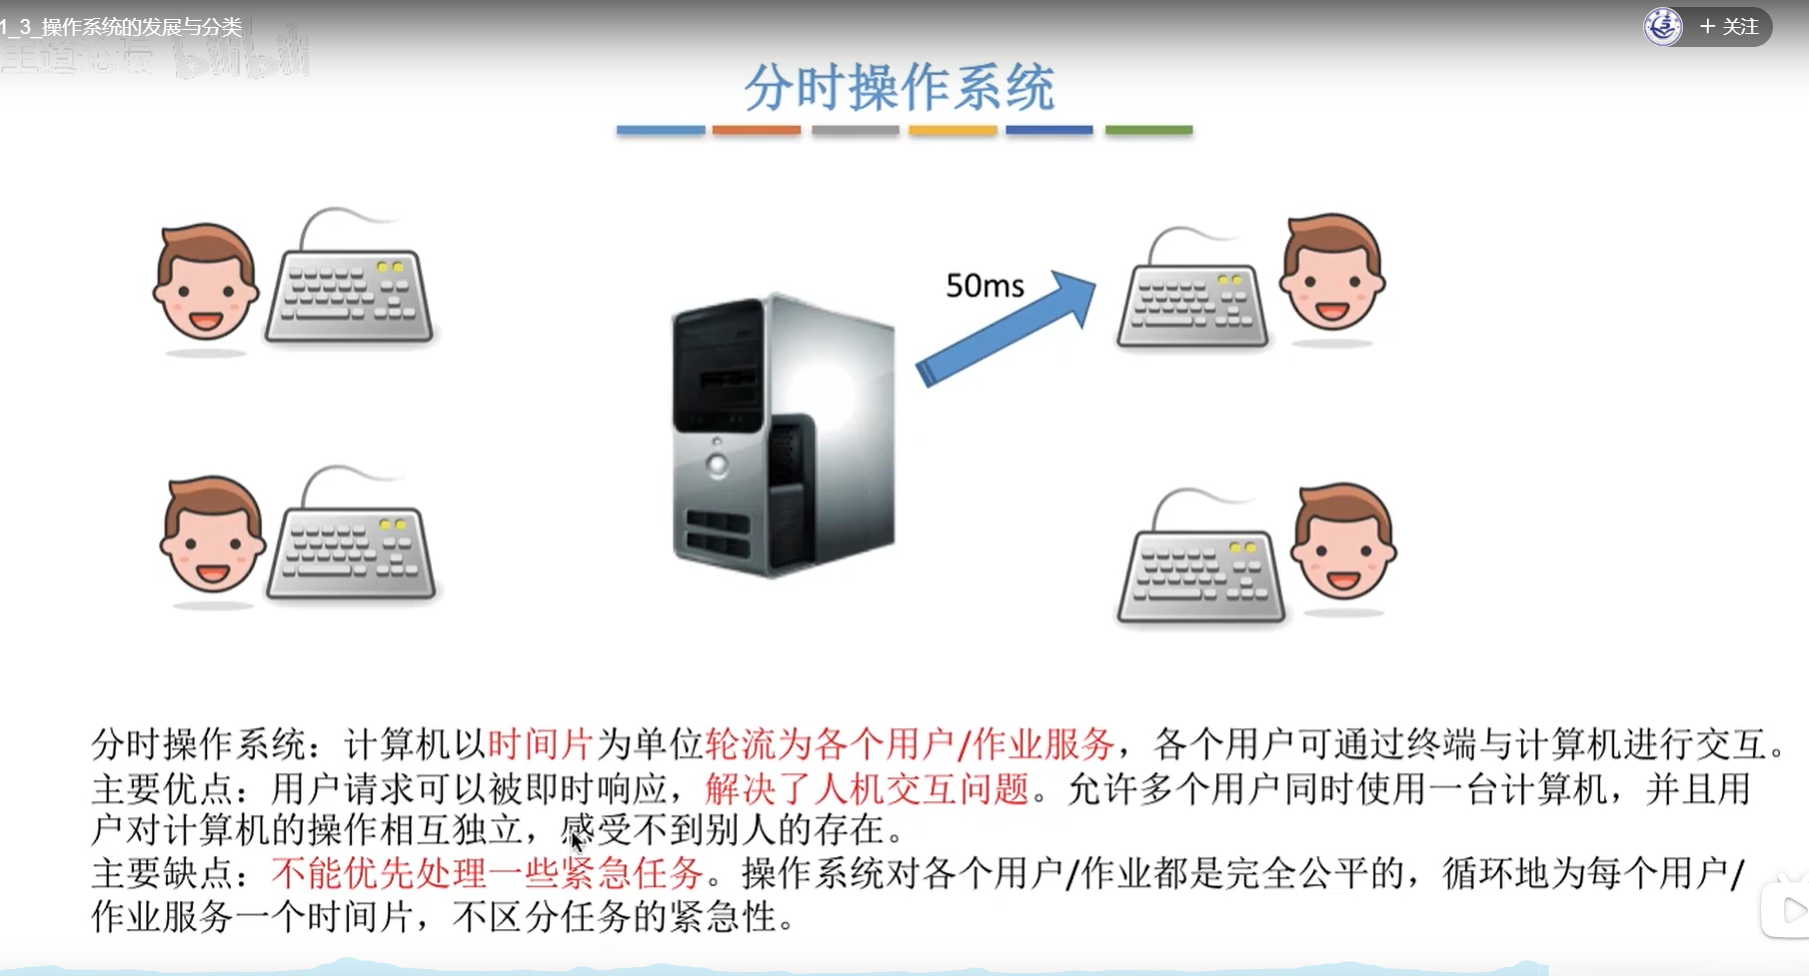 1_3_操作系统的发展与分类
+ 关注
王道论坛 bilibili
分时操作系统
50ms
分时操作系统：计算机以时间片为单位轮流为各个用户/作业服务，各个用户可通过终端与计算机进行交互。
主要优点：用户请求可以被即时响应，解决了人机交互问题。允许多个用户同时使用一台计算机，并且用
户对计算机的操作相互独立，感受不到别人的存在。
主要缺点：不能优先处理一些紧急任务。操作系统对各个用户/作业都是完全公平的，循环地为每个用户/
作业服务一个时间片，不区分任务的紧急性。